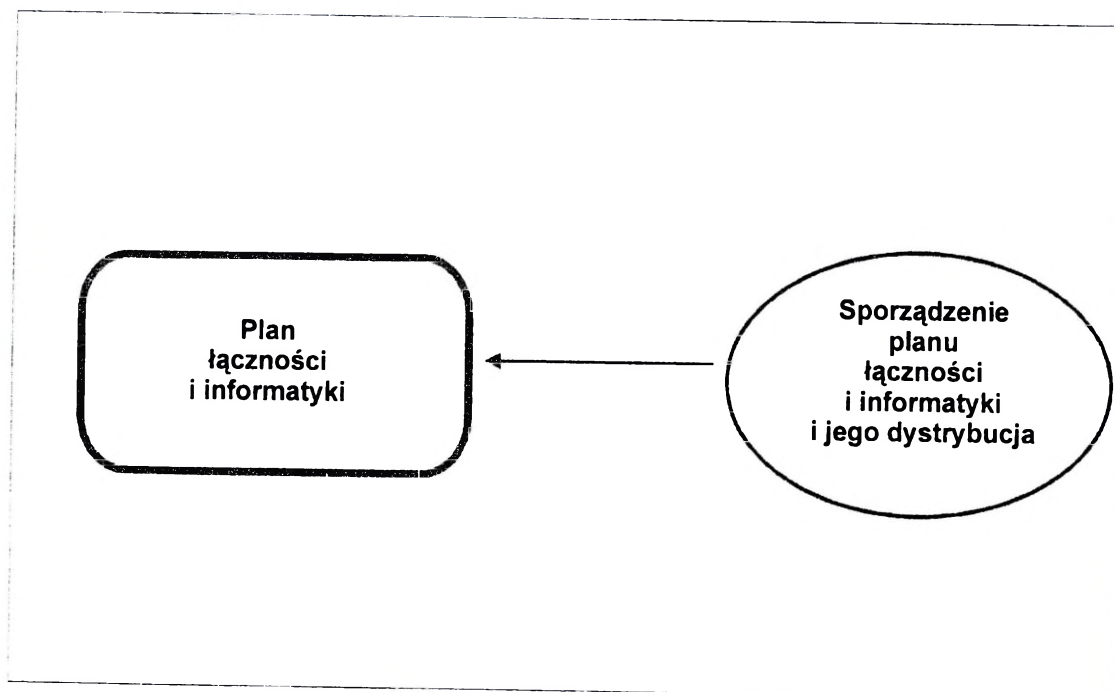 Plan
łączności
i informatyki
Sporządzenie
planu
łączności
i informatyki
i jego dystrybucja